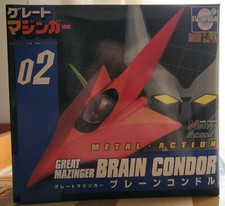 グレート
マジンガー
02
METAL・ACTION
GREAT
MAZINGER
BRAIN CONDOR
グレートマジンガー ブレーンコンドル